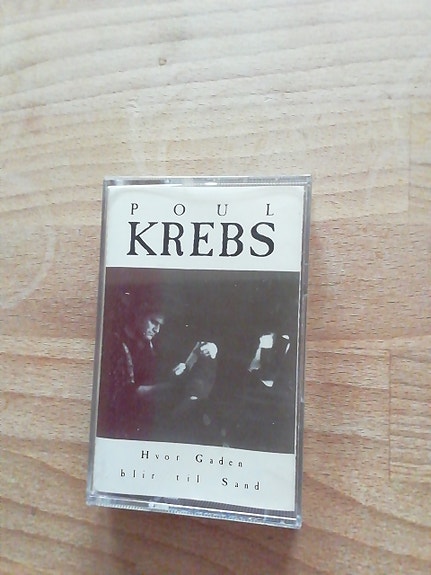 POUL
KREBS
Hvor Gaden
blir til Sand